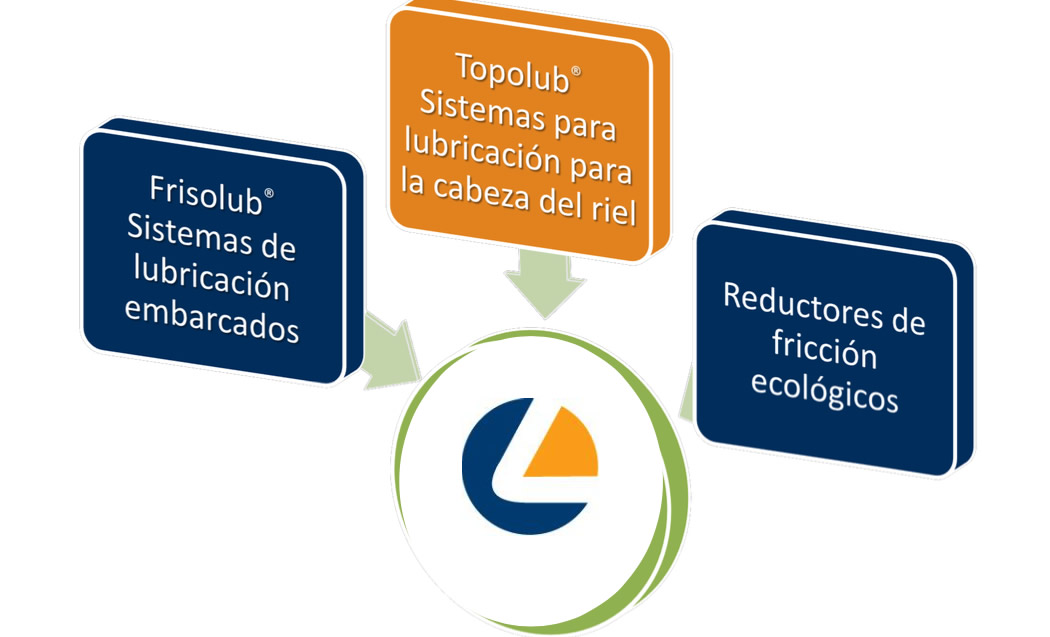 Frisolub®
Sistemas de
lubricación
embarcados
Topolub®
Sistemas para
lubricación para
la cabeza del riel
Reductores de
fricción
ecológicos